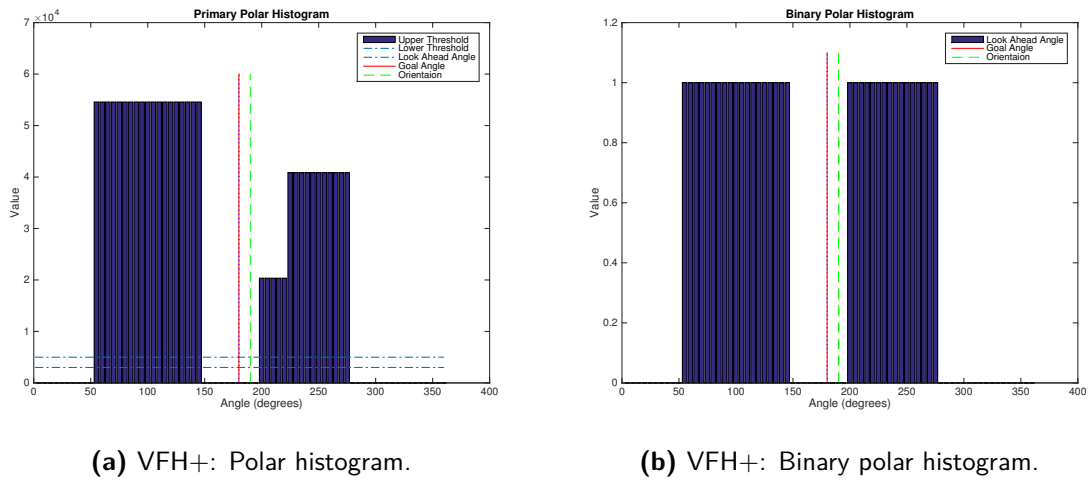 Primary Polar Histogram
×10⁴
7
6
5
4
3
2
1
0
Value
0 50 100 150 200 250 300 350 400
Angle (degrees)
Upper Threshold
Lower Threshold
Look Ahead Angle
Goal Angle
Orientaion
Binary Polar Histogram
1.2
1
0.8
0.6
0.4
0.2
0
Value
0 50 100 150 200 250 300 350 400
Angle (degrees)
Look Ahead Angle
Goal Angle
Orientaion
(a) VFH+: Polar histogram.
(b) VFH+: Binary polar histogram.